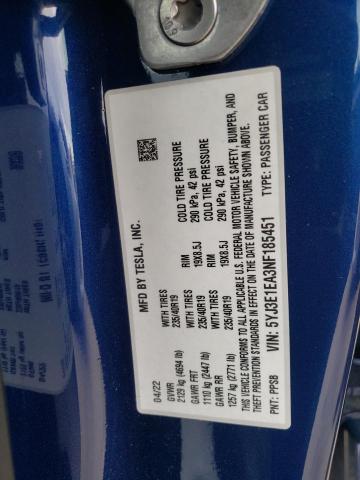 MFD BY TESLA, INC.
04/22
GVWR
2129 kg (4694 lb)
GAWR FRT WITH TIRES RIM COLD TIRE PRESSURE
1110 kg (2447 lb) 235/40R19 19X8.5J 290 kPa, 42 psi
GAWR RR WITH TIRES RIM COLD TIRE PRESSURE
1257 kg (2771 lb) 235/40R19 19X8.5J 290 kPa, 42 psi
THIS VEHICLE CONFORMS TO ALL APPLICABLE U.S. FEDERAL MOTOR VEHICLE SAFETY, BUMPER, AND
THEFT PREVENTION STANDARDS IN EFFECT ON THE DATE OF MANUFACTURE SHOWN ABOVE.
VIN: 5YJ3E1EA3NF185451 TYPE: PASSENGER CAR
PNT: PPSB